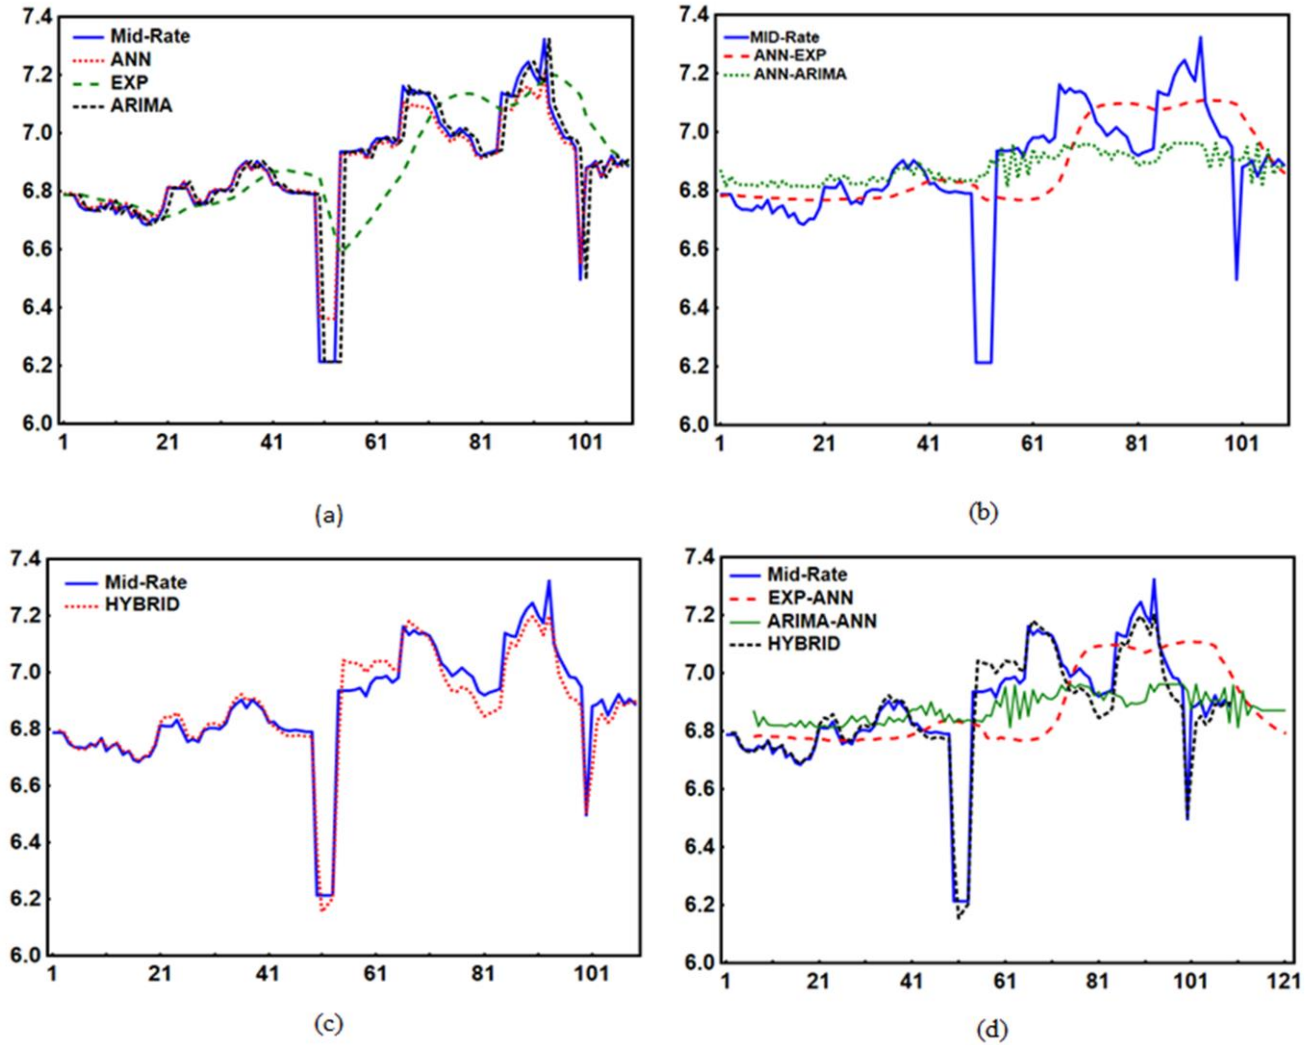 7.4
7.2
7.0
6.8
6.6
6.4
6.2
6.0
Mid-Rate
ANN
EXP
ARIMA
1 21 41 61 81 101
(a)
7.4
7.2
7.0
6.8
6.6
6.4
6.2
6.0
MID-Rate
ANN-EXP
ANN-ARIMA
1 21 41 61 81 101
(b)
7.4
7.2
7.0
6.8
6.6
6.4
6.2
6.0
Mid-Rate
HYBRID
1 21 41 61 81 101
(c)
7.4
7.2
7.0
6.8
6.6
6.4
6.2
6.0
Mid-Rate
EXP-ANN
ARIMA-ANN
HYBRID
1 21 41 61 81 101 121
(d)